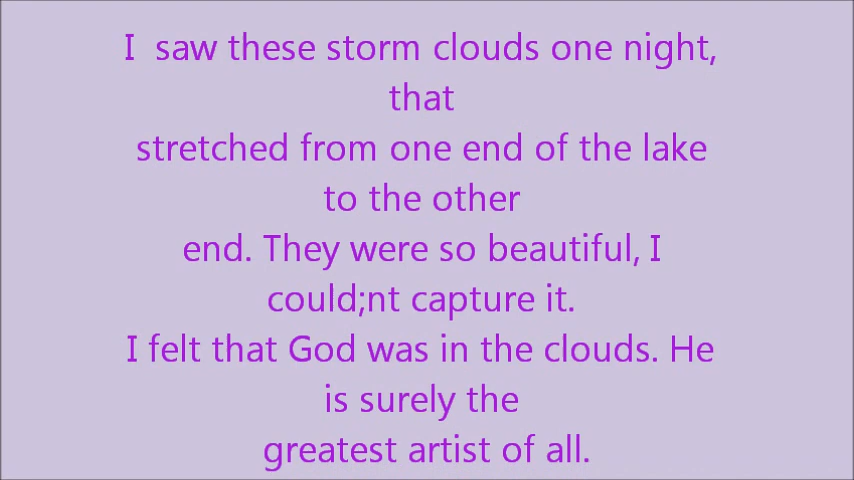 I  saw these storm clouds one night,
that
stretched from one end of the lake
to the other
end. They were so beautiful, I
could;nt capture it.
I felt that God was in the clouds. He
is surely the
greatest artist of all.